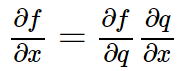 ∂f/∂x = ∂f/∂q ∂q/∂x